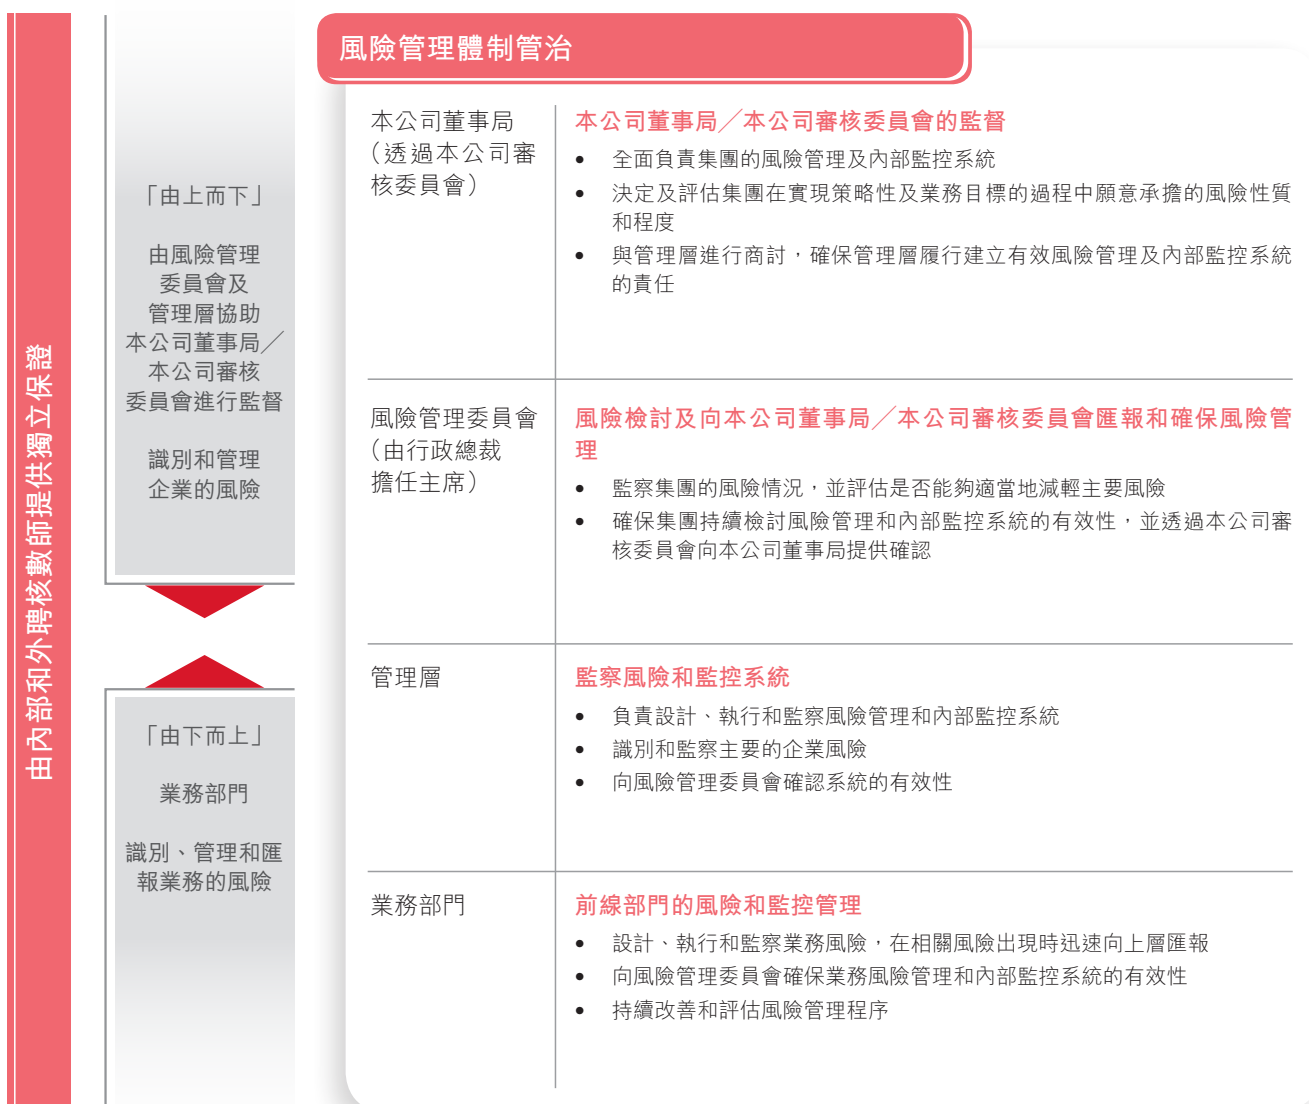 由內部和外聘核數師提供獨立保證
「由上而下」
由風險管理
委員會及
管理層協助
本公司董事局╱
本公司審核
委員會進行監督
識別和管理
企業的風險
「由下而上」
業務部門
識別、管理和匯
報業務的風險
風險管理體制管治
本公司董事局
（透過本公司審
核委員會）
本公司董事局╱本公司審核委員會的監督
• 全面負責集團的風險管理及內部監控系統
• 決定及評估集團在實現策略性及業務目標的過程中願意承擔的風險性質
和程度
• 與管理層進行商討，確保管理層履行建立有效風險管理及內部監控系統
的責任
風險管理委員會
（由行政總裁
擔任主席）
風險檢討及向本公司董事局╱本公司審核委員會匯報和確保風險管
理
• 監察集團的風險情況，並評估是否能夠適當地減輕主要風險
• 確保集團持續檢討風險管理和內部監控系統的有效性，並透過本公司審
核委員會向本公司董事局提供確認
管理層
監察風險和監控系統
• 負責設計、執行和監察風險管理和內部監控系統
• 識別和監察主要的企業風險
• 向風險管理委員會確認系統的有效性
業務部門
前線部門的風險和監控管理
• 設計、執行和監察業務風險，在相關風險出現時迅速向上層匯報
• 向風險管理委員會確保業務風險管理和內部監控系統的有效性
• 持續改善和評估風險管理程序